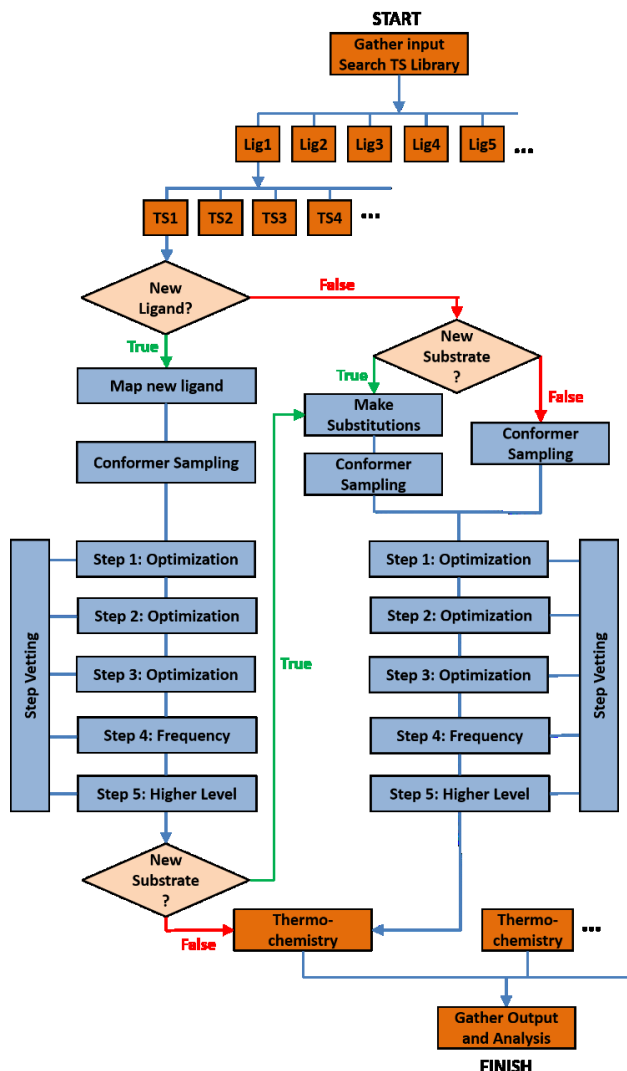 START
Gather input
Search TS Library
Lig1
Lig2
Lig3
Lig4
Lig5
...
TS1
TS2
TS3
TS4
...
New
Ligand?
False
True
New
Substrate
?
True
False
Map new ligand
Make
Substitutions
Conformer
Sampling
Conformer Sampling
Conformer
Sampling
Step Vetting
Step 1: Optimization
Step 2: Optimization
Step 3: Optimization
Step 4: Frequency
Step 5: Higher Level
True
Step 1: Optimization
Step 2: Optimization
Step 3: Optimization
Step 4: Frequency
Step 5: Higher Level
Step Vetting
New
Substrate
?
False
Thermo-
chemistry
Thermo-
chemistry
...
Gather Output
and Analysis
FINISH